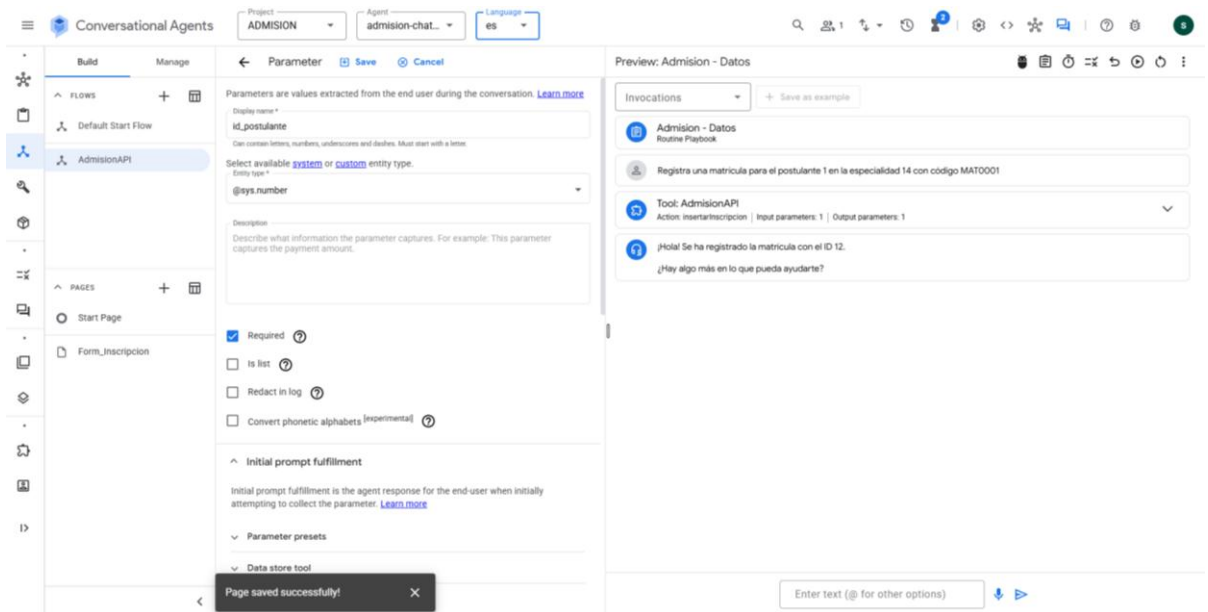 Conversational Agents
Project
ADMISION
Agent
admision-chat...
Language
es
1
2
S
Build
Manage
FLOWS
Default Start Flow
AdmisionAPI
PAGES
Start Page
Form_Inscripcion
Parameter
Save
Cancel
Parameters are values extracted from the end user during the conversation. Learn more
Display name *
id_postulante
Can contain letters, numbers, underscores and dashes. Must start with a letter.
Select available system or custom entity type.
Entity type *
@sys.number
Description
Describe what information the parameter captures. For example: This parameter
captures the payment amount.
Required
Is list
Redact in log
Convert phonetic alphabets [experimental]
Initial prompt fulfillment
Initial prompt fulfillment is the agent response for the end-user when initially
attempting to collect the parameter. Learn more
Parameter presets
Data store tool
Page saved successfully!
Preview: Admision - Datos
Invocations
+ Save as example
Admision - Datos
Routine Playbook
Registra una matricula para el postulante 1 en la especialidad 14 con código MAT0001
Tool: AdmisionAPI
Action: insertarInscripcion | Input parameters: 1 | Output parameters: 1
¡Hola! Se ha registrado la matricula con el ID 12.
¿Hay algo más en lo que pueda ayudarte?
Enter text (@ for other options)